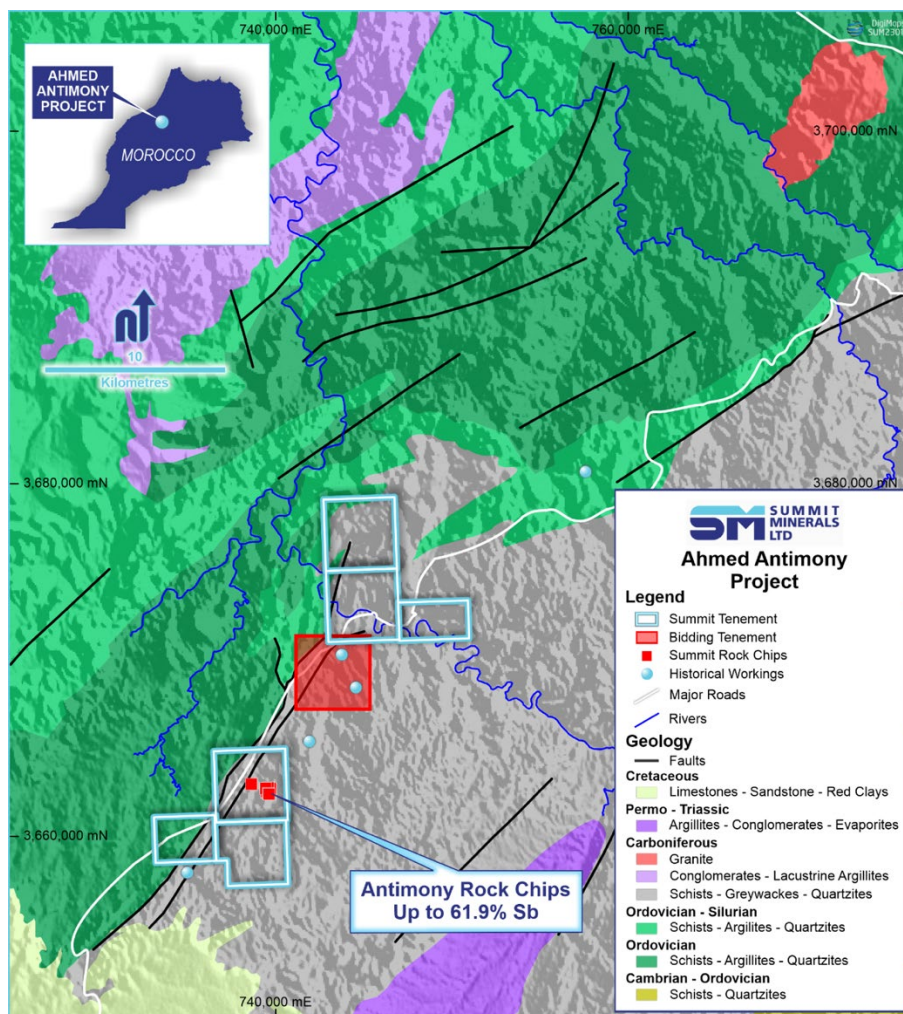 740,000 mE
760,000 mE
DigiMaps
AHMED
ANTIMONY
PROJECT
MOROCCO
3,700,000 mN
10
Kilometres
3,680,000 mN
3,680,000 mN
SM SUMMIT
MINERALS
LTD
Ahmed Antimony
Project
Legend
Summit Tenement
Bidding Tenement
Summit Rock Chips
Historical Workings
Major Roads
Rivers
Geology
Faults
Cretaceous
Limestones - Sandstone - Red Clays
Permo - Triassic
Argillites - Conglomerates - Evaporites
Carboniferous
Granite
Conglomerates - Lacustrine Argillites
Schists - Greywackes - Quartzites
Ordovician - Silurian
Schists - Argilites - Quartzites
Ordovician
Schists - Argillites - Quartzites
Cambrian - Ordovician
Schists - Quartzites
3,660,000 mN
Antimony Rock Chips
Up to 61.9% Sb
740,000 mE